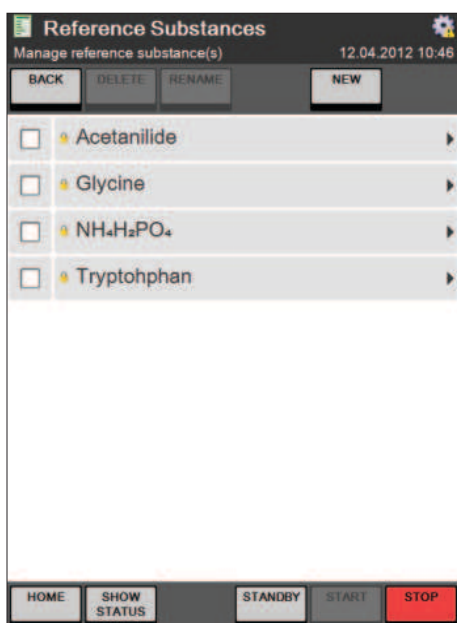 Reference Substances
Manage reference substance(s) 12.04.2012 10:46
BACK DELETE RENAME NEW
Acetanilide
Glycine
NH₄H₂PO₄
Tryptohphan
HOME SHOW STATUS STANDBY START STOP